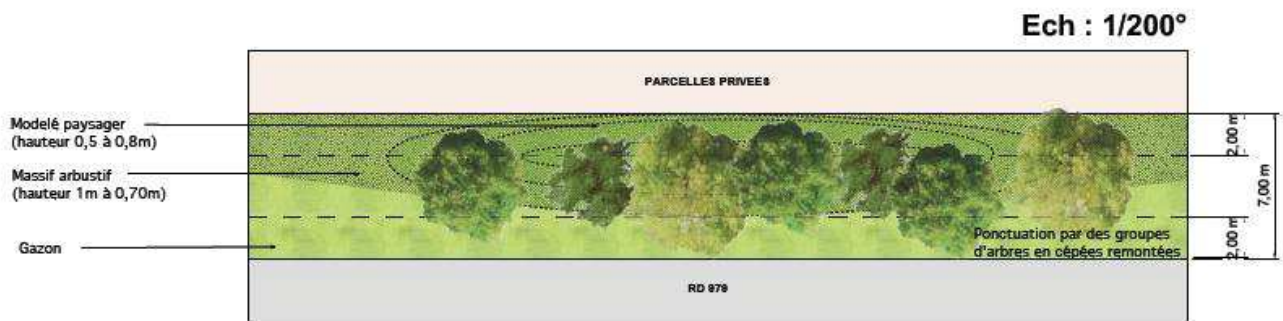 Ech : 1/200°
PARCELLES PRIVEES
Modelé paysager
(hauteur 0,5 à 0,8m)
Massif arbustif
(hauteur 1m à 0,70m)
Gazon
Ponctuation par des groupes
d'arbres en cépées remontées
2,00 m
7,00 m
2,00 m
RD 979